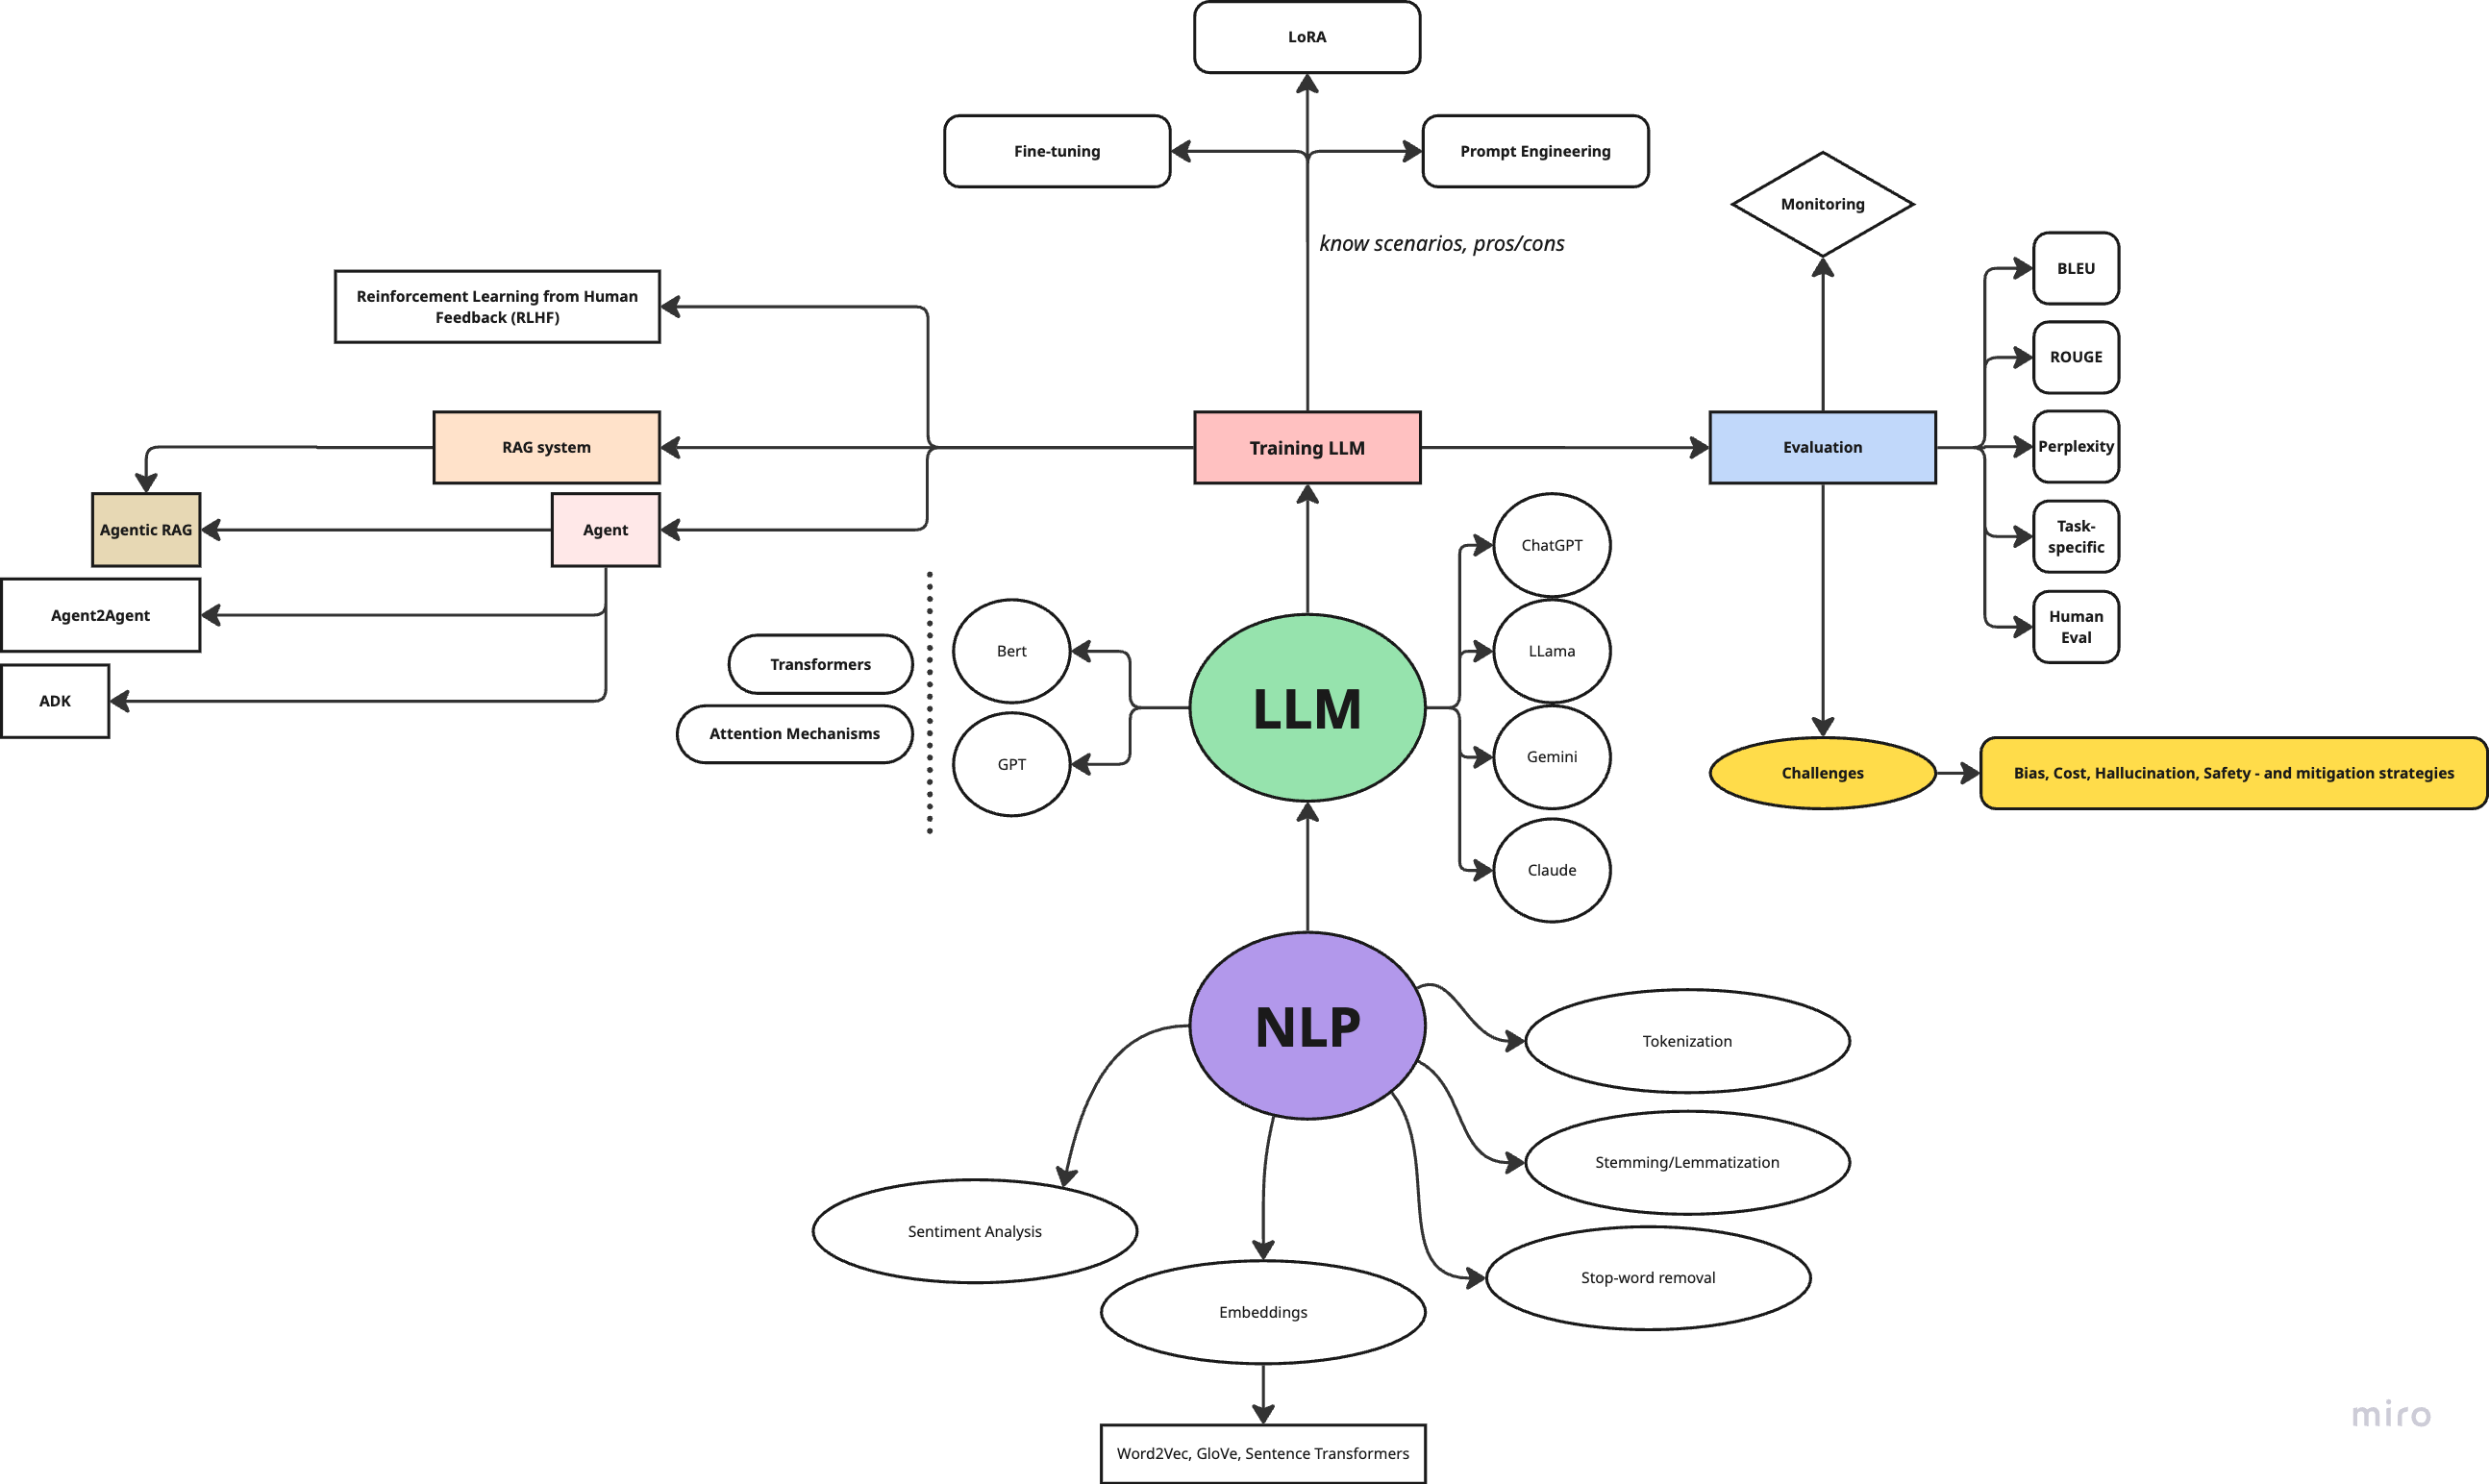 LoRA
Fine-tuning
Prompt Engineering
Monitoring
know scenarios, pros/cons
BLEU
Reinforcement Learning from Human
Feedback (RLHF)
ROUGE
RAG system
Training LLM
Evaluation
Perplexity
Agentic RAG
Agent
ChatGPT
Task-
specific
Agent2Agent
Human
Eval
Transformers
Bert
LLama
ADK
LLM
Attention Mechanisms
GPT
Gemini
Challenges
Bias, Cost, Hallucination, Safety - and mitigation strategies
Claude
NLP
Tokenization
Stemming/Lemmatization
Sentiment Analysis
Stop-word removal
Embeddings
Word2Vec, GloVe, Sentence Transformers
miro